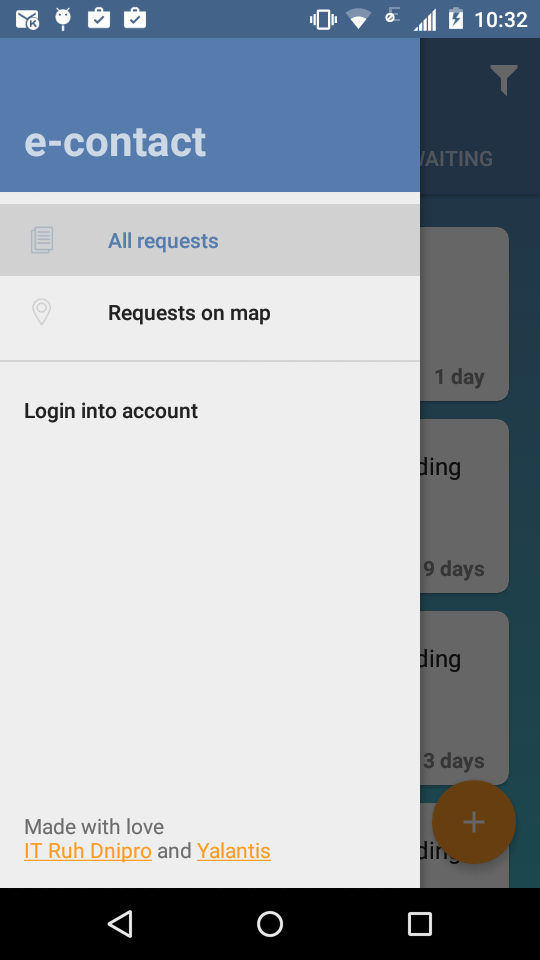 10:32
e-contact
WAITING
All requests
Requests on map
1 day
Login into account
ding
9 days
ding
3 days
Made with love
IT Ruh Dnipro and Yalantis